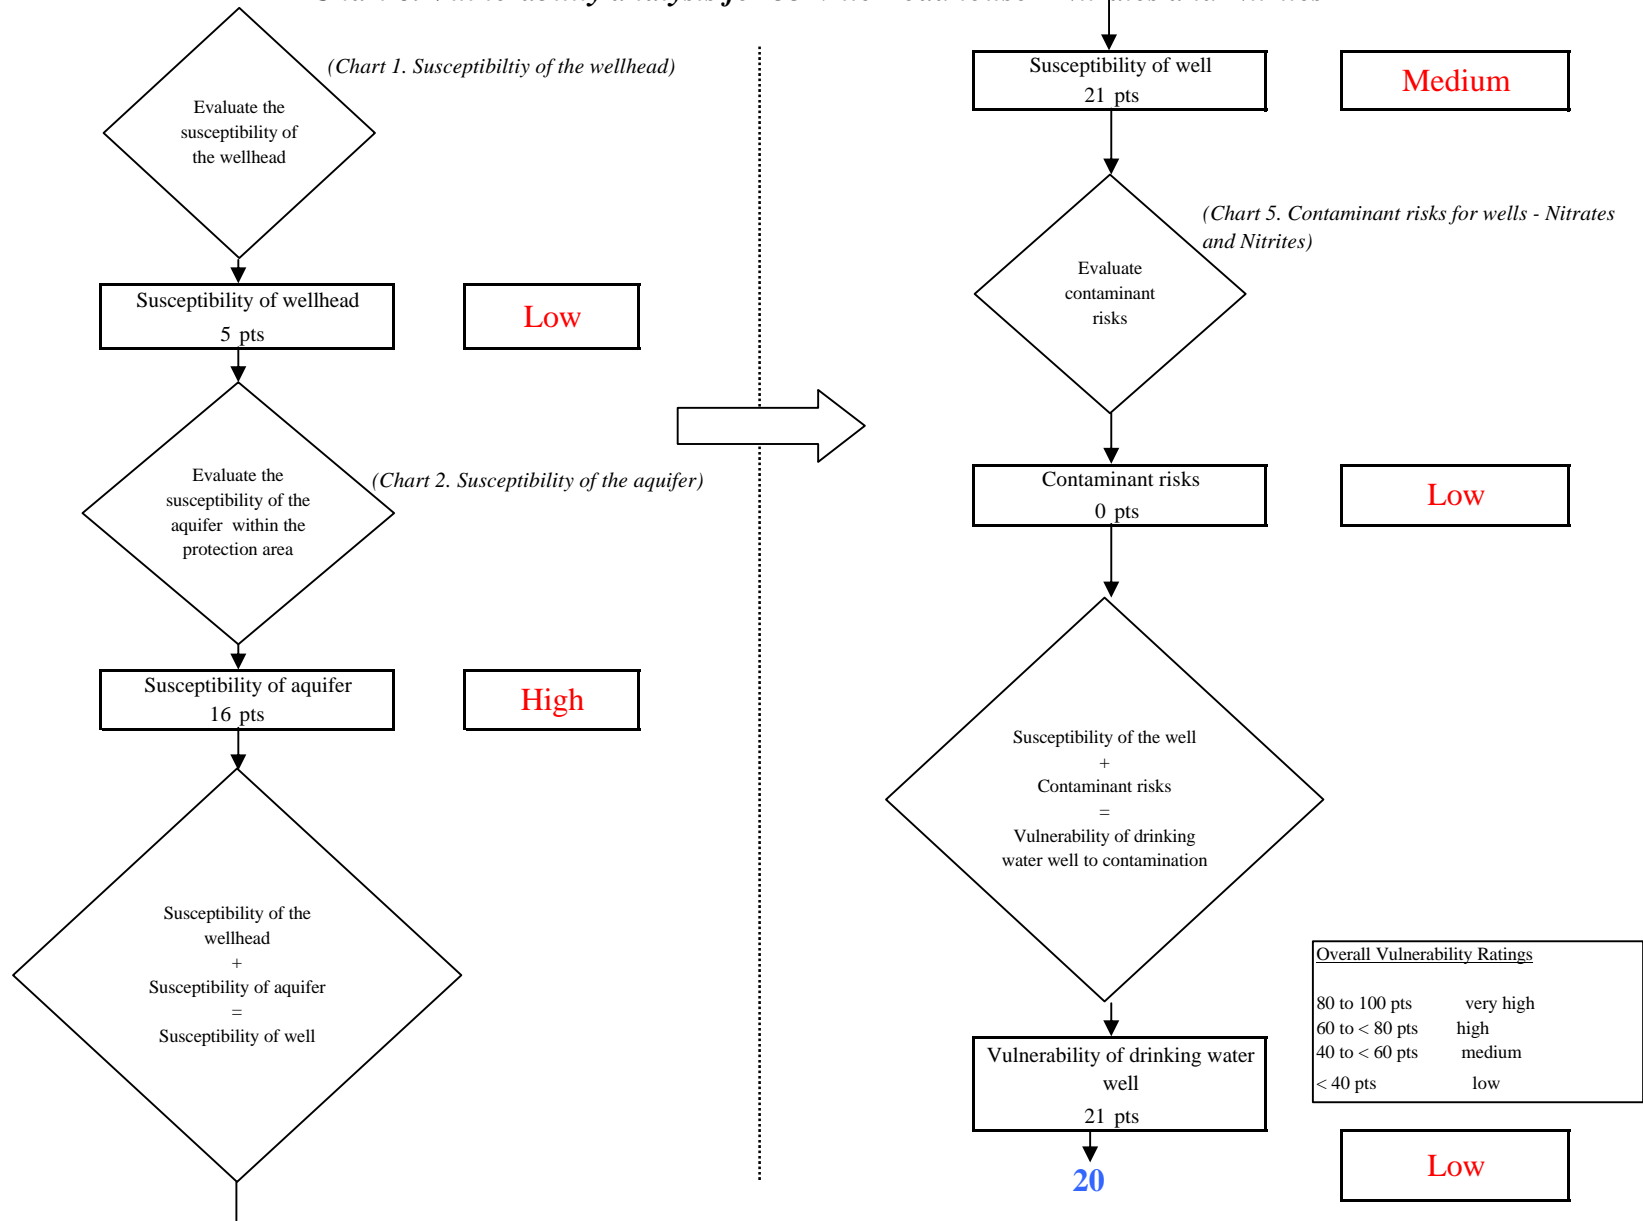 (Chart 1. Susceptibiltiy of the wellhead)
Evaluate the
susceptibility of
the wellhead
Susceptibility of wellhead
5 pts
Low
Evaluate the
susceptibility of the
aquifer within the
protection area
(Chart 2. Susceptibility of the aquifer)
Susceptibility of aquifer
16 pts
High
Susceptibility of the
wellhead
+
Susceptibility of aquifer
=
Susceptibility of well
Susceptibility of well
21 pts
Medium
(Chart 5. Contaminant risks for wells - Nitrates
and Nitrites)
Evaluate
contaminant
risks
Contaminant risks
0 pts
Low
Susceptibility of the well
+
Contaminant risks
=
Vulnerability of drinking
water well to contamination
Overall Vulnerability Ratings
80 to 100 pts very high
60 to < 80 pts high
40 to < 60 pts medium
< 40 pts low
Vulnerability of drinking water
well
21 pts
20
Low